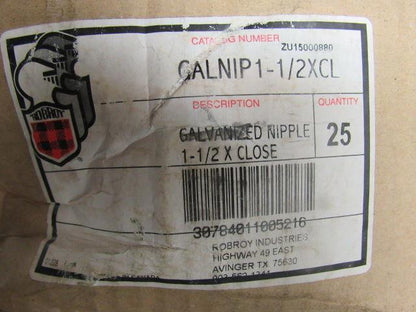 CATALOG NUMBER
ZU15000880
GALNIP1-1/2XCL
DESCRIPTION
QUANTITY
GALVANIZED NIPPLE
1-1/2 X CLOSE
25
ROBROY
30784011005216
ROBROY INDUSTRIES
HIGHWAY 49 EAST
AVINGER TX. 75630